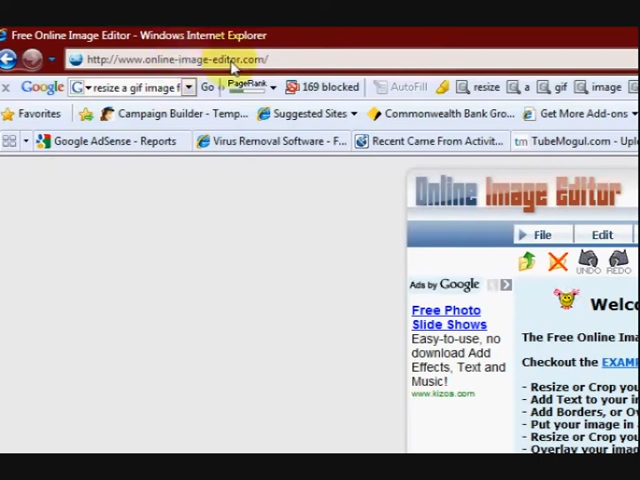 Free Online Image Editor - Windows Internet Explorer
http://www.online-image-editor.com/
Google resize a gif image f Go PageRank 169 blocked AutoFill resize a gif image
Favorites Campaign Builder - Temp... Suggested Sites Commonwealth Bank Gro... Get More Add-ons
Google AdSense - Reports Virus Removal Software - F... Recent Came From Activit... TubeMogul.com - Vid
Online Image Editor
File Edit
UNDO REDO
Ads by Google
Free Photo
Slide Shows
Easy-to-use, no
download Add
Effects, Text and
Music!
www.kizoa.com
Welco
The Free Online Ima
Checkout the EXAM
- Resize or Crop you
- Add Text to your i
- Add Borders, or Ov
- Put your image in a
- Resize or Crop you
- Overlay your imag